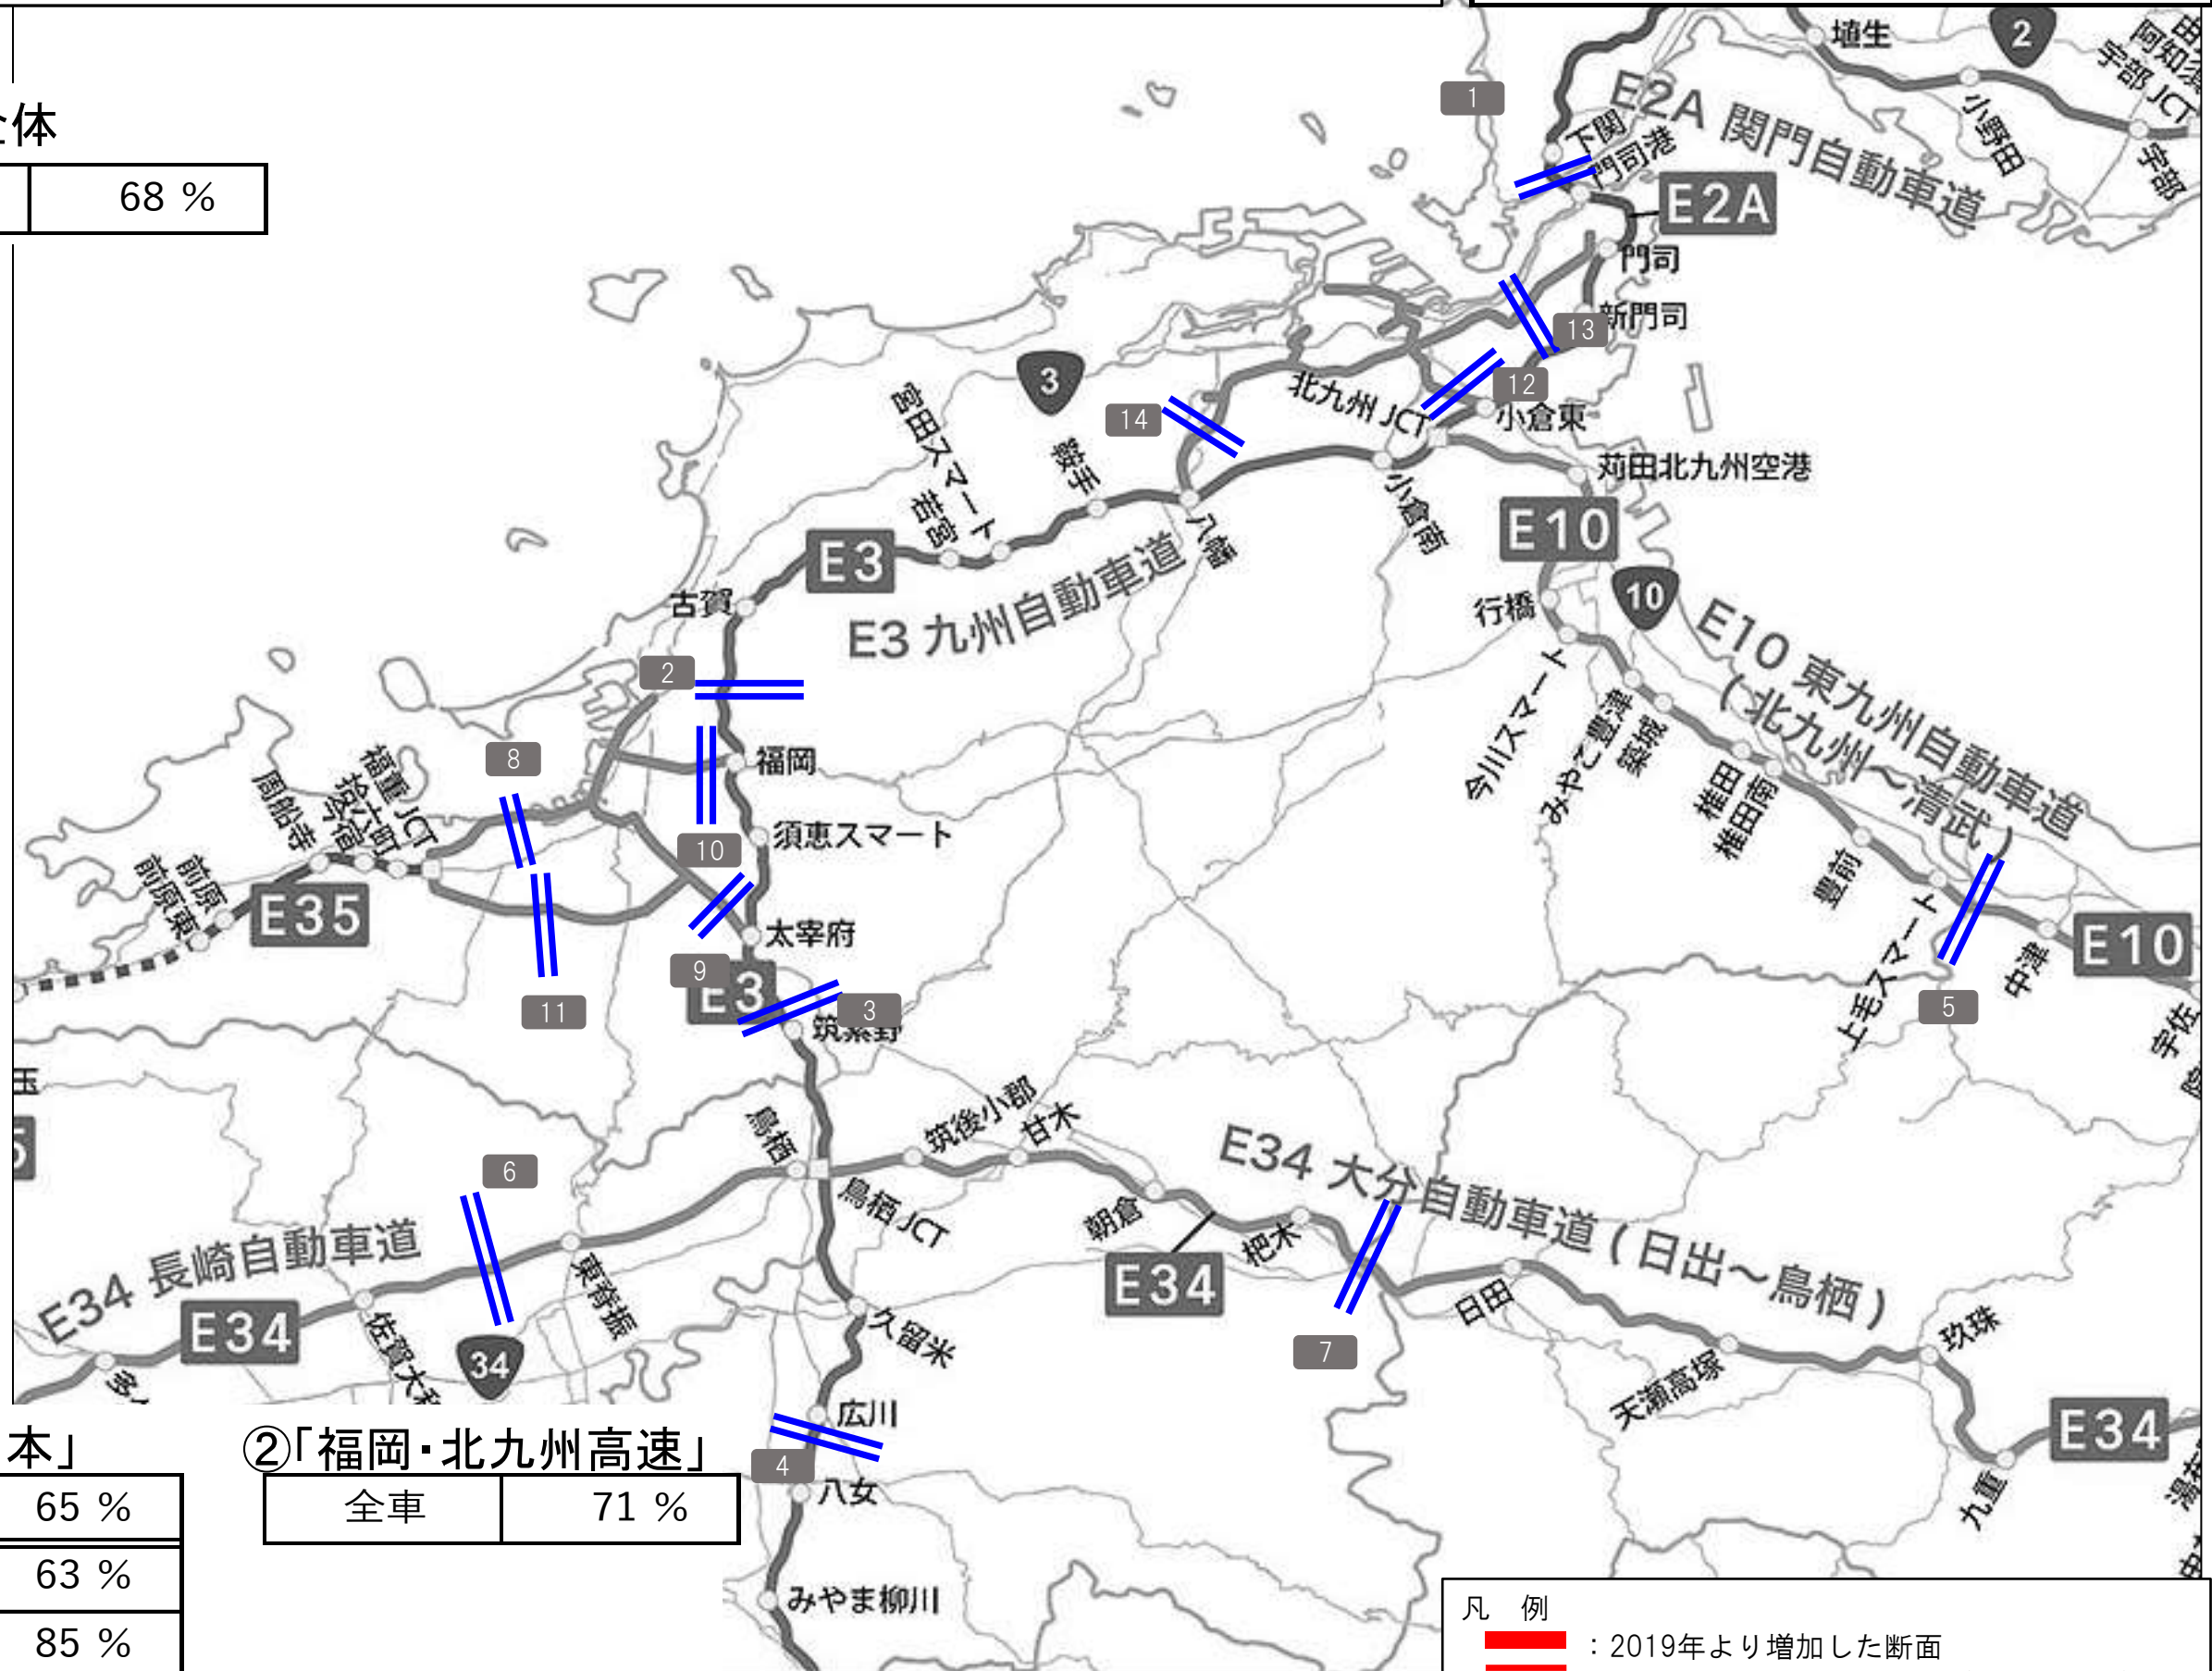 全体
68 %
1
2
埴生
小野田
宇部 JCT
宇部
E2A 関門自動車道
下関
門司港
E2A
門司
新門司
13
12
3
14
北九州 JCT
小倉東
苅田北九州空港
小倉南
宮田スマート
若宮
鞍手
八幡
E3
E3 九州自動車道
E10
行橋
10
E10 東九州自動車道
(北九州～清武)
今川スマート
みやこ豊津
築城
椎田
椎田南
豊前
上毛スマート
中津
E10
5
宇佐
古賀
2
福岡
8
須恵スマート
10
福重 JCT
拾六町
今宿
周船寺
前原
前原東
E35
太宰府
9
E3
3
筑紫野
11
鳥栖
筑後小郡
甘木
鳥栖 JCT
朝倉
E34 大分自動車道 (日出～鳥栖)
杷木
E34
6
E34 長崎自動車道
東脊振
E34
34
佐賀大和
久留米
7
日田
天瀬高塚
玖珠
E34
九重
広川
4
八女
みやま柳川
本」
65 %
63 %
85 %
②「福岡・北九州高速」
全車 71 %
凡 例
：2019年より増加した断面